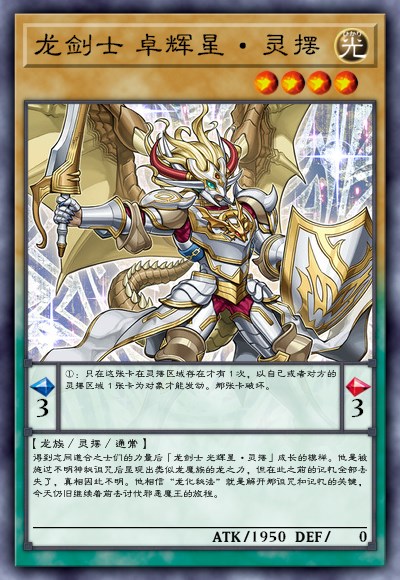 龙剑士 卓辉星·灵摆
光
①：只在这张卡在灵摆区域存在才有1次，以自己或者对方的
灵摆区域1张卡为对象才能发动。那张卡破坏。
3
3
【龙族／灵摆／通常】
得到志同道合之士们的力量后「龙剑士 光辉星·灵摆」成长的模样。他是被
施过不明神秘诅咒后显现出类似龙魔族的龙之力，但在此之前的记忆全部丢
失了，真相因此不明。他相信“龙化秘法”就是解开那诅咒和记忆的关键，
今天仍旧继续着前去讨伐邪恶魔王的旅程。
ATK/1950 DEF/ 0